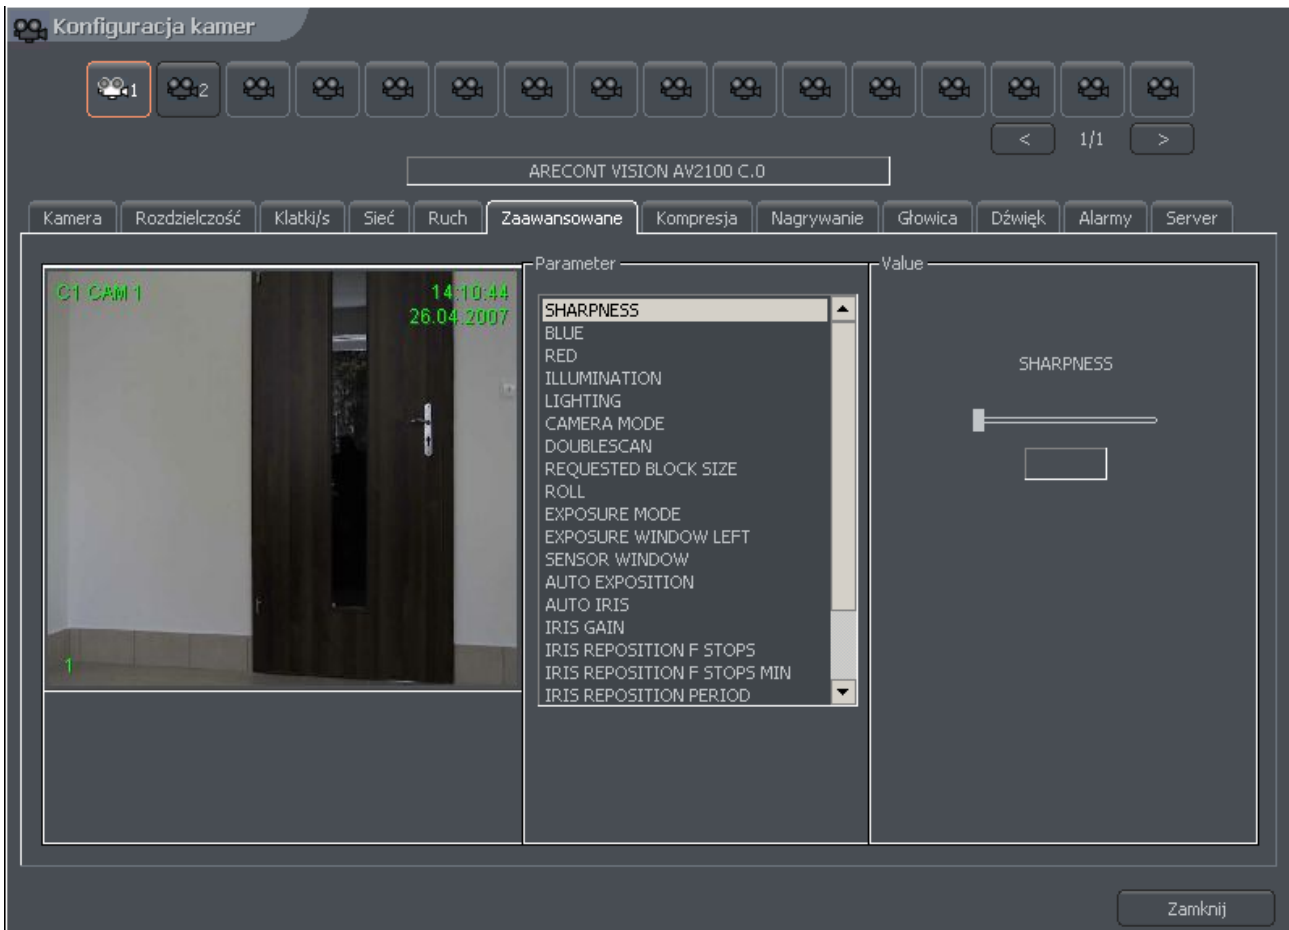 Konfiguracja kamer
1
2
< 1/1 >
ARECONT VISION AV2100 C.0
Kamera Rozdzielczość Klatki/s Sieć Ruch Zaawansowane Kompresja Nagrywanie Głowica Dźwięk Alarmy Server
C1 CAM 1
14:10:44
26.04.2007
1
Parameter
SHARPNESS
BLUE
RED
ILLUMINATION
LIGHTING
CAMERA MODE
DOUBLESCAN
REQUESTED BLOCK SIZE
ROLL
EXPOSURE MODE
EXPOSURE WINDOW LEFT
SENSOR WINDOW
AUTO EXPOSITION
AUTO IRIS
IRIS GAIN
IRIS REPOSITION F STOPS
IRIS REPOSITION F STOPS MIN
IRIS REPOSITION PERIOD
Value
SHARPNESS
Zamknij